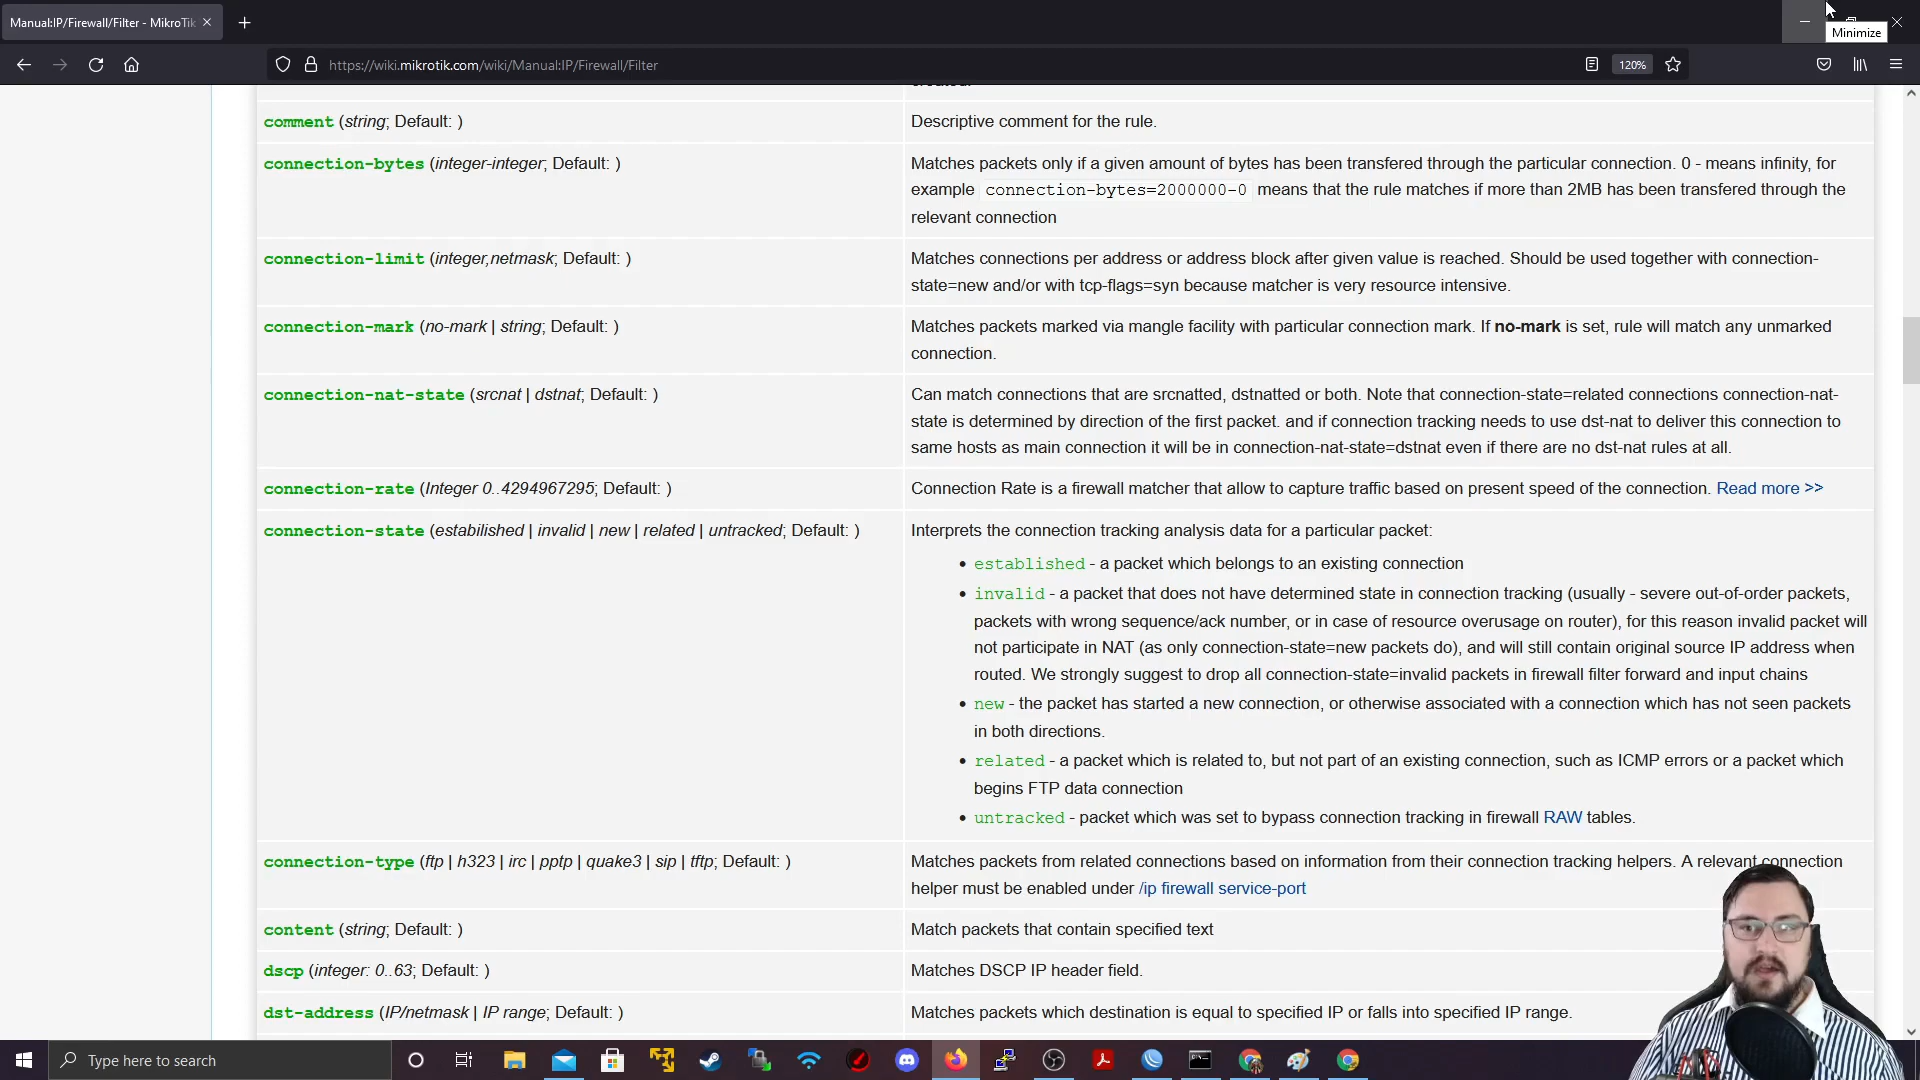 Manual:IP/Firewall/Filter - MikroTik
Minimize
https://wiki.mikrotik.com/wiki/Manual:IP/Firewall/Filter
120%
comment (string; Default: )
Descriptive comment for the rule.
connection-bytes (integer-integer; Default: )
Matches packets only if a given amount of bytes has been transfered through the particular connection. 0 - means infinity, for
example connection-bytes=2000000-0 means that the rule matches if more than 2MB has been transfered through the
relevant connection
connection-limit (integer,netmask; Default: )
Matches connections per address or address block after given value is reached. Should be used together with connection-
state=new and/or with tcp-flags=syn because matcher is very resource intensive.
connection-mark (no-mark | string; Default: )
Matches packets marked via mangle facility with particular connection mark. If no-mark is set, rule will match any unmarked
connection.
connection-nat-state (srcnat | dstnat; Default: )
Can match connections that are srcnatted, dstnatted or both. Note that connection-state=related connections connection-nat-
state is determined by direction of the first packet. and if connection tracking needs to use dst-nat to deliver this connection to
same hosts as main connection it will be in connection-nat-state=dstnat even if there are no dst-nat rules at all.
connection-rate (Integer 0..4294967295; Default: )
Connection Rate is a firewall matcher that allow to capture traffic based on present speed of the connection. Read more >>
connection-state (estabilished | invalid | new | related | untracked; Default: )
Interprets the connection tracking analysis data for a particular packet:
• established - a packet which belongs to an existing connection
• invalid - a packet that does not have determined state in connection tracking (usually - severe out-of-order packets,
packets with wrong sequence/ack number, or in case of resource overusage on router), for this reason invalid packet will
not participate in NAT (as only connection-state=new packets do), and will still contain original source IP address when
routed. We strongly suggest to drop all connection-state=invalid packets in firewall filter forward and input chains
• new - the packet has started a new connection, or otherwise associated with a connection which has not seen packets
in both directions.
• related - a packet which is related to, but not part of an existing connection, such as ICMP errors or a packet which
begins FTP data connection
• untracked - packet which was set to bypass connection tracking in firewall RAW tables.
connection-type (ftp | h323 | irc | pptp | quake3 | sip | tftp; Default: )
Matches packets from related connections based on information from their connection tracking helpers. A relevant connection
helper must be enabled under /ip firewall service-port
content (string; Default: )
Match packets that contain specified text
dscp (integer: 0..63; Default: )
Matches DSCP IP header field.
dst-address (IP/netmask | IP range; Default: )
Matches packets which destination is equal to specified IP or falls into specified IP range.
Type here to search